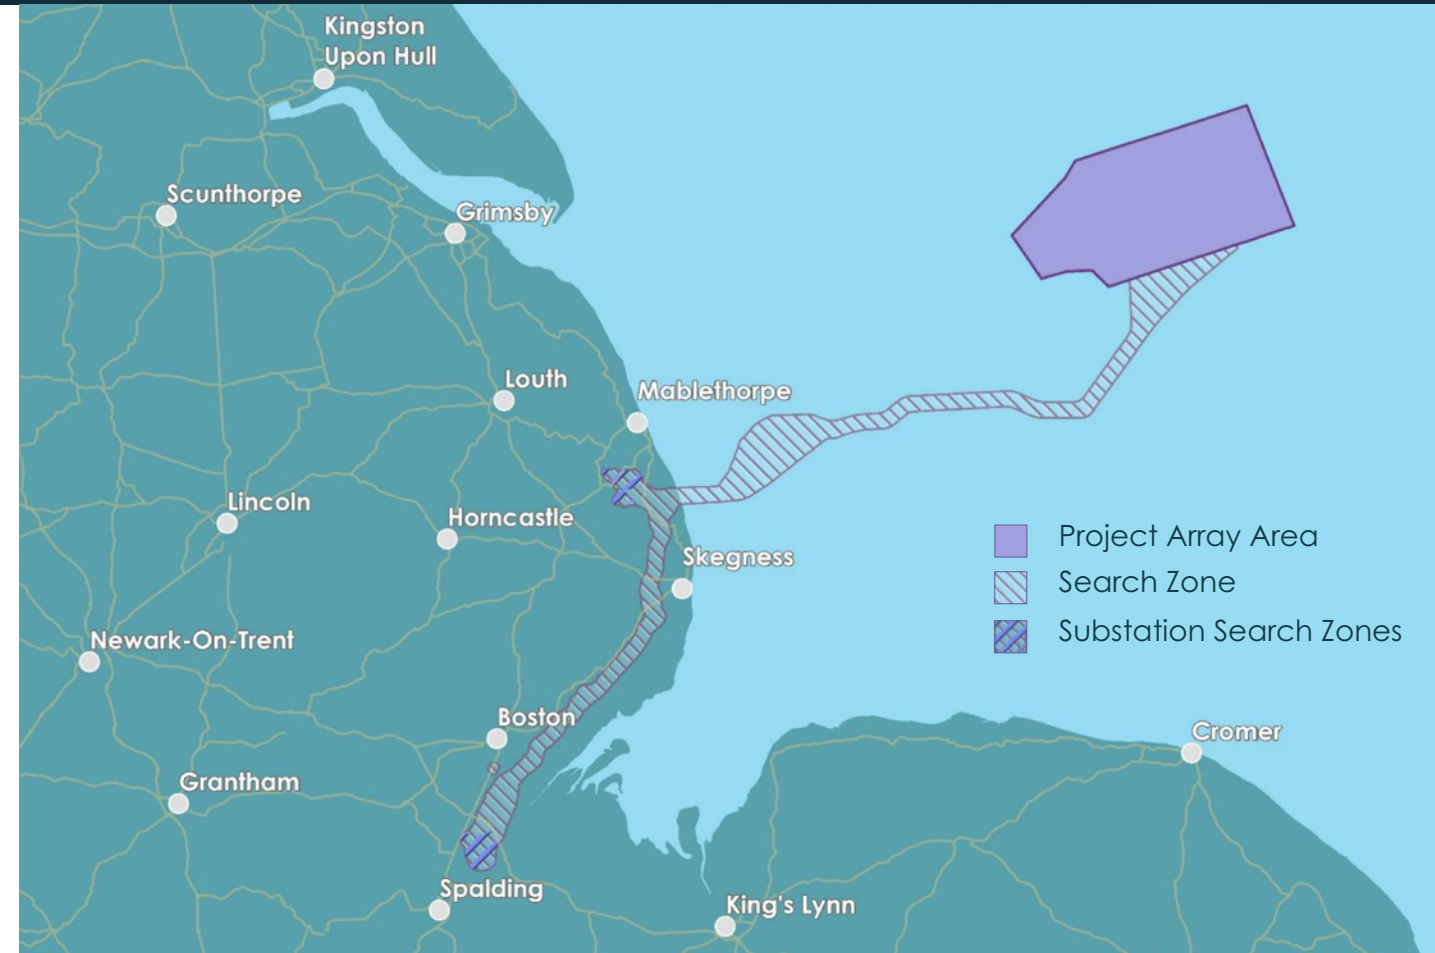 Kingston
Upon Hull
Scunthorpe
Grimsby
Louth
Mablethorpe
Lincoln
Horncastle
Skegness
Project Array Area
Search Zone
Substation Search Zones
Newark-On-Trent
Boston
Cromer
Grantham
Spalding
King's Lynn